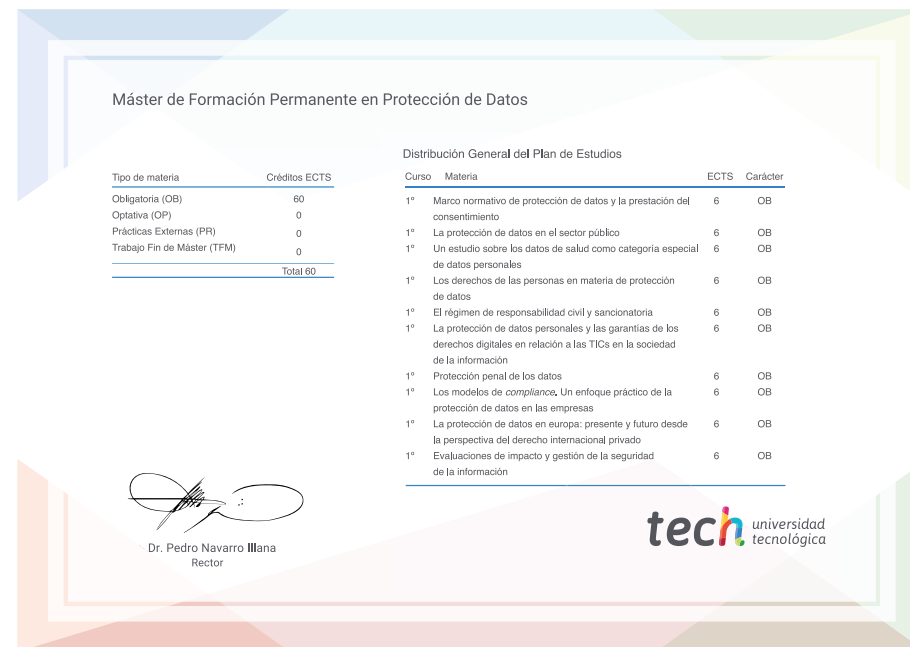 Máster de Formación Permanente en Protección de Datos
Tipo de materia Créditos ECTS
Obligatoria (OB) 60
Optativa (OP) 0
Prácticas Externas (PR) 0
Trabajo Fin de Máster (TFM) 0
Total 60
Distribución General del Plan de Estudios
Curso Materia ECTS Carácter
1º Marco normativo de protección de datos y la prestación del 6 OB
consentimiento
1º La protección de datos en el sector público 6 OB
1º Un estudio sobre los datos de salud como categoría especial 6 OB
de datos personales
1º Los derechos de las personas en materia de protección 6 OB
de datos
1º El régimen de responsabilidad civil y sancionatoria 6 OB
1º La protección de datos personales y las garantías de los 6 OB
derechos digitales en relación a las TICs en la sociedad
de la información
1º Protección penal de los datos 6 OB
1º Los modelos de compliance. Un enfoque práctico de la 6 OB
protección de datos en las empresas
1º La protección de datos en europa: presente y futuro desde 6 OB
la perspectiva del derecho internacional privado
1º Evaluaciones de impacto y gestión de la seguridad 6 OB
de la información
Dr. Pedro Navarro Illana
Rector
tech universidad
tecnológica